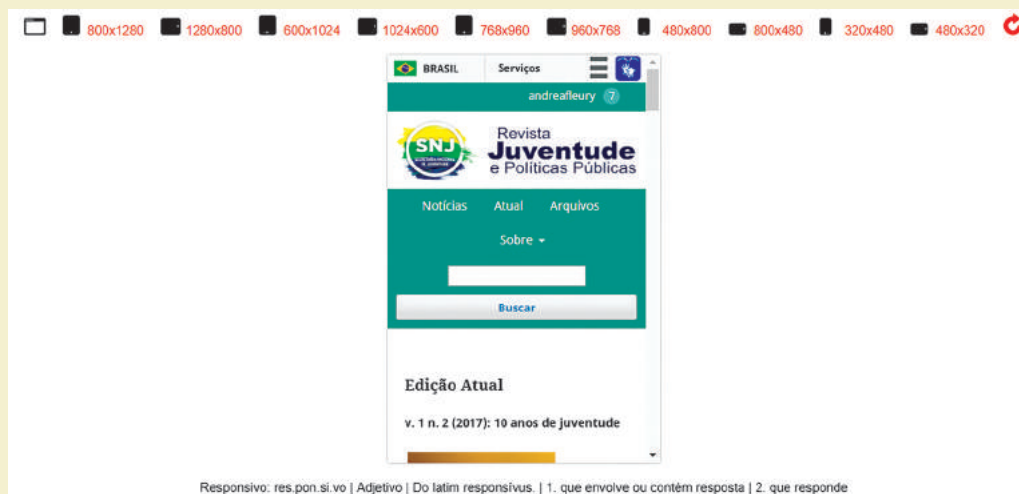 800x1280 1280x800 600x1024 1024x600 768x960 960x768 480x800 800x480 320x480 480x320
BRASIL Serviços
andreafleury 7
SNJ
Revista
Juventude
e Políticas Públicas
Notícias Atual Arquivos
Sobre
Buscar
Edição Atual
v. 1 n. 2 (2017): 10 anos de juventude
Responsivo: res.pon.si.vo | Adjetivo | Do latim responsívus. | 1. que envolve ou contém resposta | 2. que responde